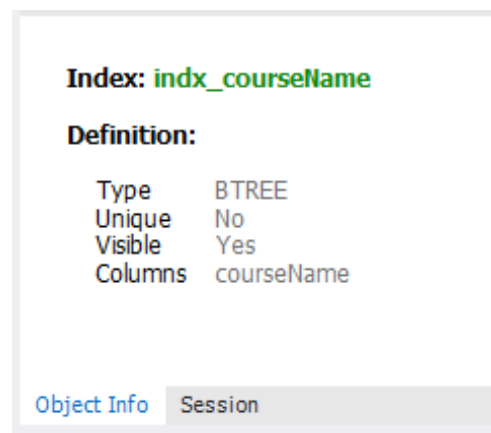 Index: indx_courseName
Definition:
Type BTREE
Unique No
Visible Yes
Columns courseName
Object Info Session